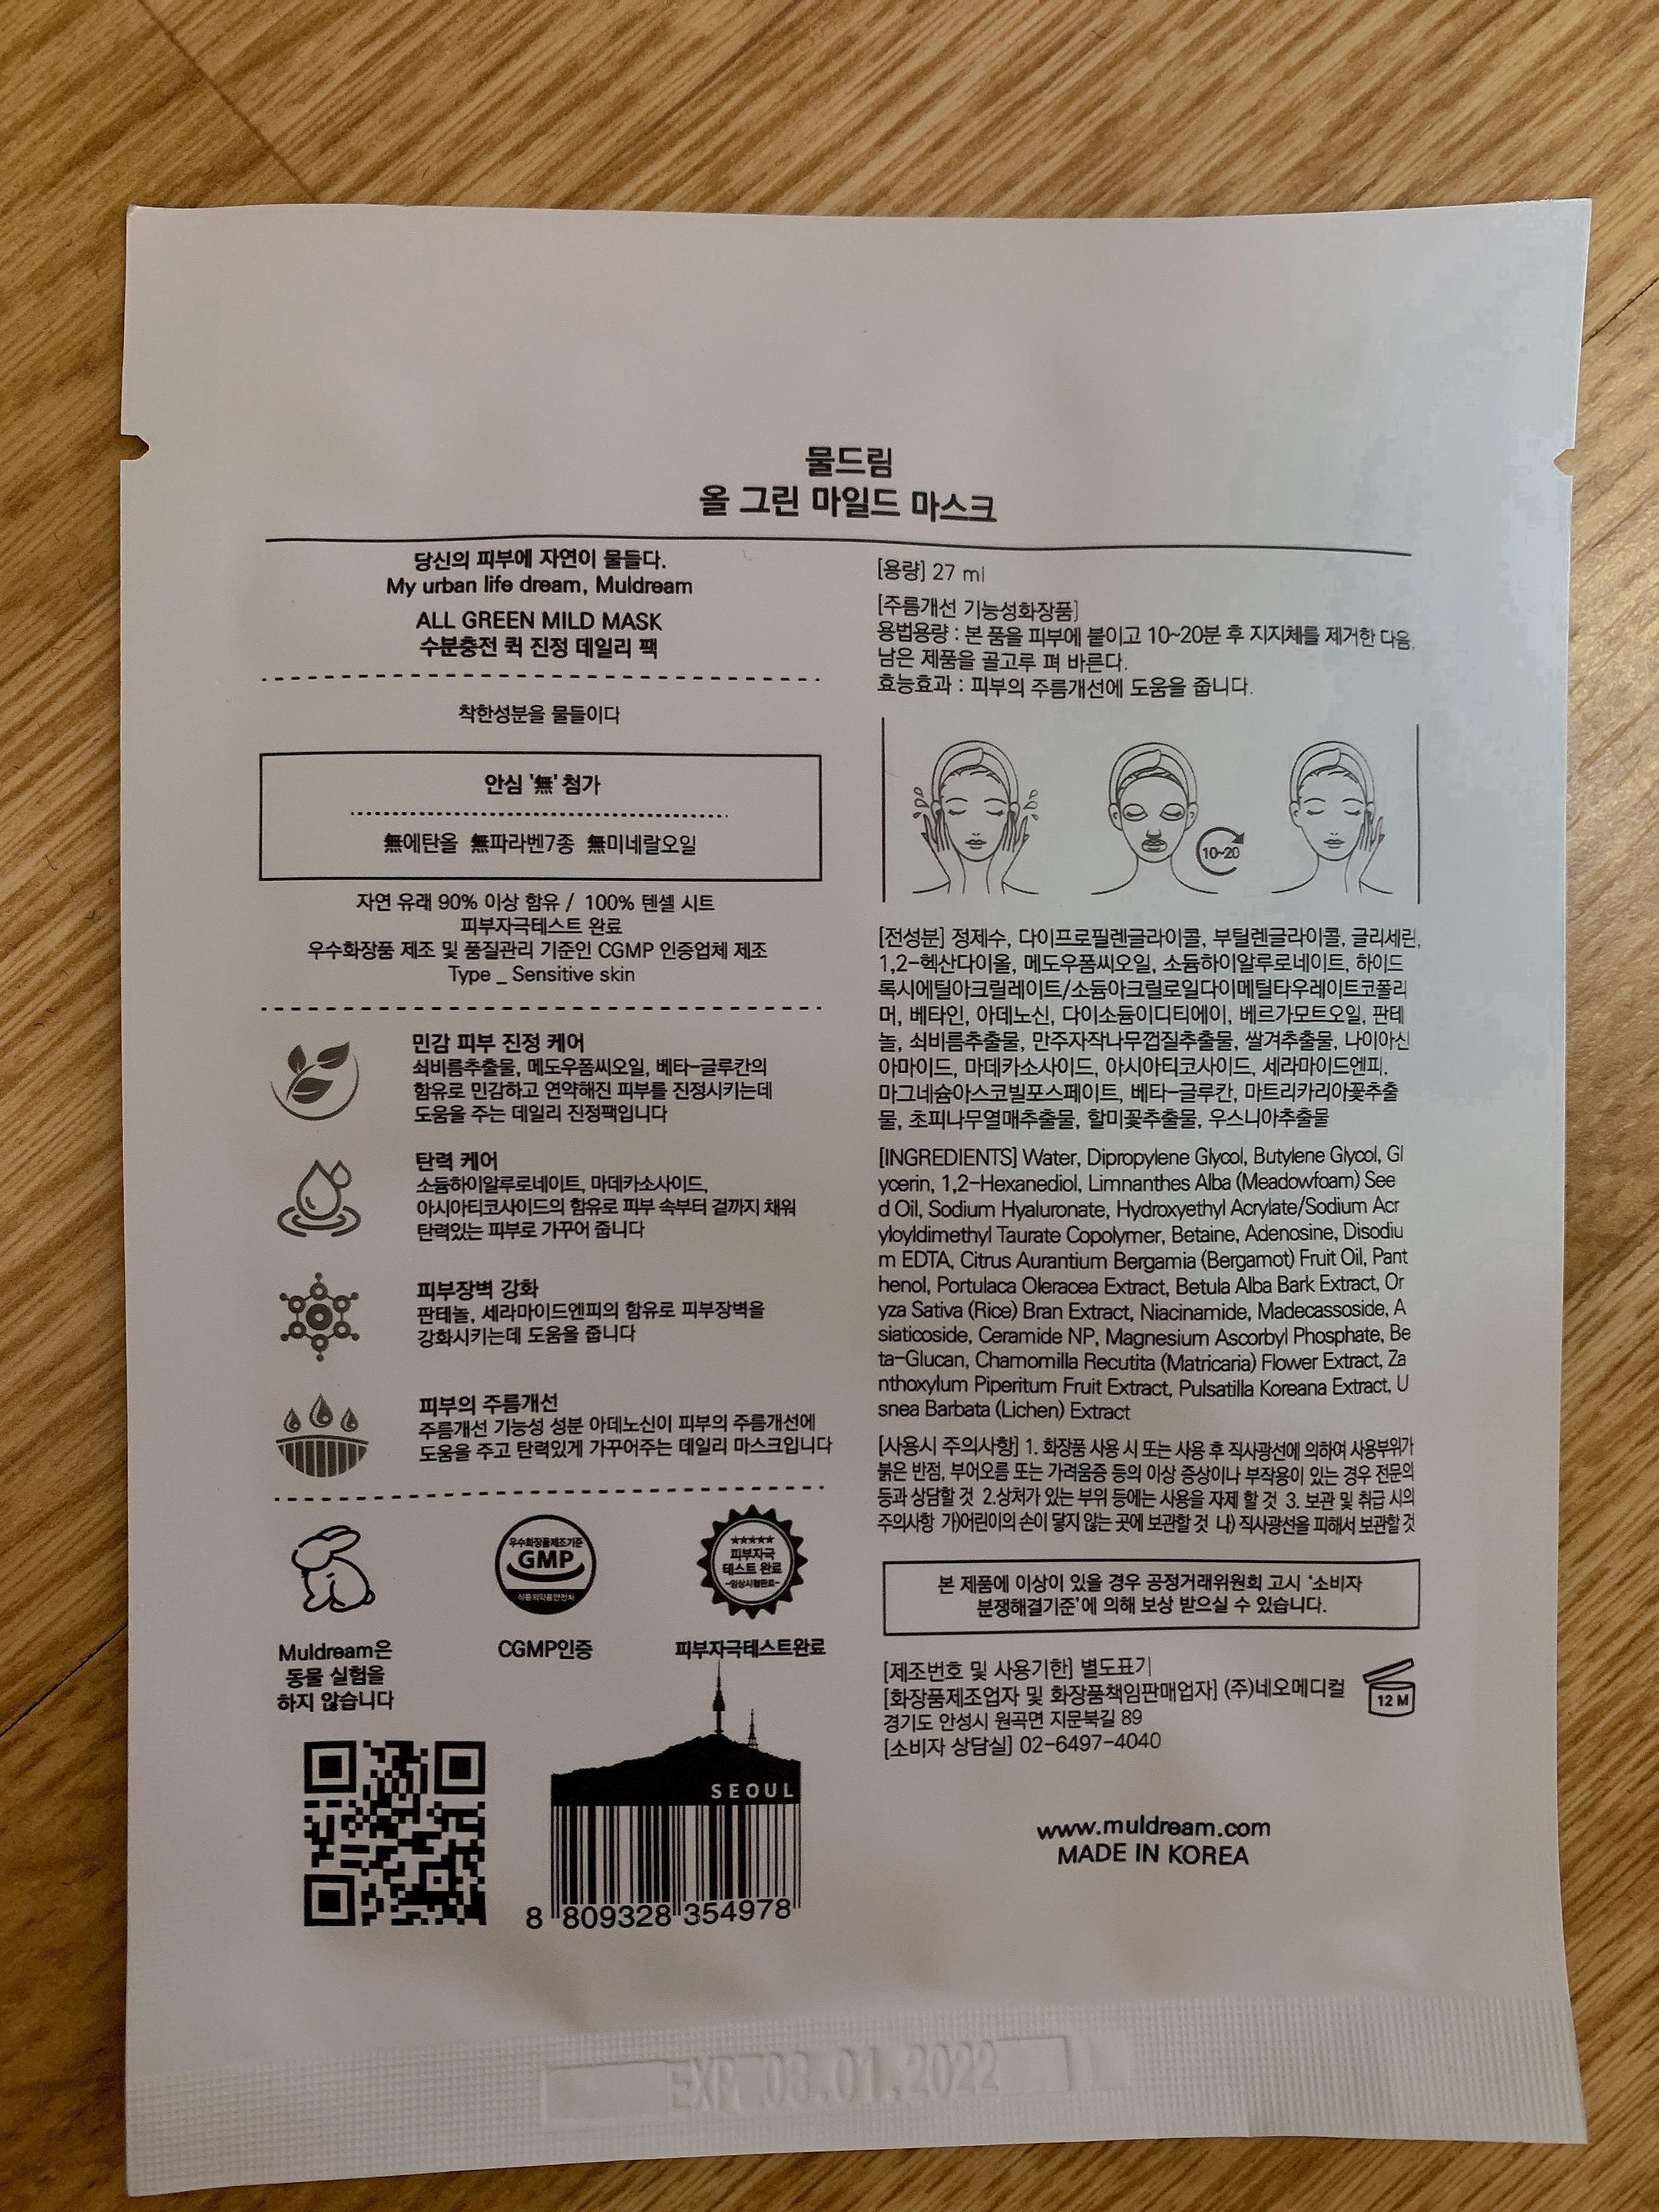 물드림
올 그린 마일드 마스크
당신의 피부에 자연이 물들다.
My urban life dream, Muldream
ALL GREEN MILD MASK
수분충전 퀵 진정 데일리 팩
착한성분을 물들이다
안심 '無' 첨가
無에탄올 無파라벤7종 無미네랄오일
자연 유래 90% 이상 함유 / 100% 텐셀 시트
피부자극테스트 완료
우수화장품 제조 및 품질관리 기준인 CGMP 인증업체 제조
Type _ Sensitive skin
민감 피부 진정 케어
쇠비름추출물, 메도우폼씨오일, 베타-글루칸의
함유로 민감하고 연약해진 피부를 진정시키는데
도움을 주는 데일리 진정팩입니다
탄력 케어
소듐하이알루로네이트, 마데카소사이드,
아시아티코사이드의 함유로 피부 속부터 겉까지 채워
탄력있는 피부로 가꾸어 줍니다
피부장벽 강화
판테놀, 세라마이드엔피의 함유로 피부장벽을
강화시키는데 도움을 줍니다
피부의 주름개선
주름개선 기능성 성분 아데노신이 피부의 주름개선에
도움을 주고 탄력있게 가꾸어주는 데일리 마스크입니다
우수화장품제조기준
GMP
식품의약품안전처
피부자극
테스트 완료
-임상시험완료-
Muldream은
동물 실험을
하지 않습니다
CGMP인증
피부자극테스트완료
SEOUL
8 809328 354978
[용량] 27 ml
[주름개선 기능성화장품]
용법용량 : 본 품을 피부에 붙이고 10~20분 후 지지체를 제거한 다음,
남은 제품을 골고루 펴 바른다.
효능효과 : 피부의 주름개선에 도움을 줍니다.
10~20
[전성분] 정제수, 다이프로필렌글라이콜, 부틸렌글라이콜, 글리세린,
1,2-헥산다이올, 메도우폼씨오일, 소듐하이알루로네이트, 하이드
록시에틸아크릴레이트/소듐아크릴로일다이메틸타우레이트코폴리
머, 베타인, 아데노신, 다이소듐이디티에이, 베르가모트오일, 판테
놀, 쇠비름추출물, 만주자작나무껍질추출물, 쌀겨추출물, 나이아신
아마이드, 마데카소사이드, 아시아티코사이드, 세라마이드엔피,
마그네슘아스코빌포스페이트, 베타-글루칸, 마트리카리아꽃추출
물, 초피나무열매추출물, 할미꽃추출물, 우스니아추출물
[INGREDIENTS] Water, Dipropylene Glycol, Butylene Glycol, Gl
ycerin, 1,2-Hexanediol, Limnanthes Alba (Meadowfoam) See
d Oil, Sodium Hyaluronate, Hydroxyethyl Acrylate/Sodium Acr
yloyldimethyl Taurate Copolymer, Betaine, Adenosine, Disodiu
m EDTA, Citrus Aurantium Bergamia (Bergamot) Fruit Oil, Pant
henol, Portulaca Oleracea Extract, Betula Alba Bark Extract, Or
yza Sativa (Rice) Bran Extract, Niacinamide, Madecassoside, A
siaticoside, Ceramide NP, Magnesium Ascorbyl Phosphate, Be
ta-Glucan, Chamomilla Recutita (Matricaria) Flower Extract, Za
nthoxylum Piperitum Fruit Extract, Pulsatilla Koreana Extract, U
snea Barbata (Lichen) Extract
[사용시 주의사항] 1. 화장품 사용 시 또는 사용 후 직사광선에 의하여 사용부위가
붉은 반점, 부어오름 또는 가려움증 등의 이상 증상이나 부작용이 있는 경우 전문의
등과 상담할 것 2.상처가 있는 부위 등에는 사용을 자제 할 것 3. 보관 및 취급 시의
주의사항 가)어린이의 손이 닿지 않는 곳에 보관할 것 나) 직사광선을 피해서 보관할 것
본 제품에 이상이 있을 경우 공정거래위원회 고시 '소비자
분쟁해결기준'에 의해 보상 받으실 수 있습니다.
[제조번호 및 사용기한] 별도표기
[화장품제조업자 및 화장품책임판매업자] (주)네오메디컬
경기도 안성시 원곡면 지문북길 89
[소비자 상담실] 02-6497-4040
12 M
www.muldream.com
MADE IN KOREA
EXP 08.01.2022